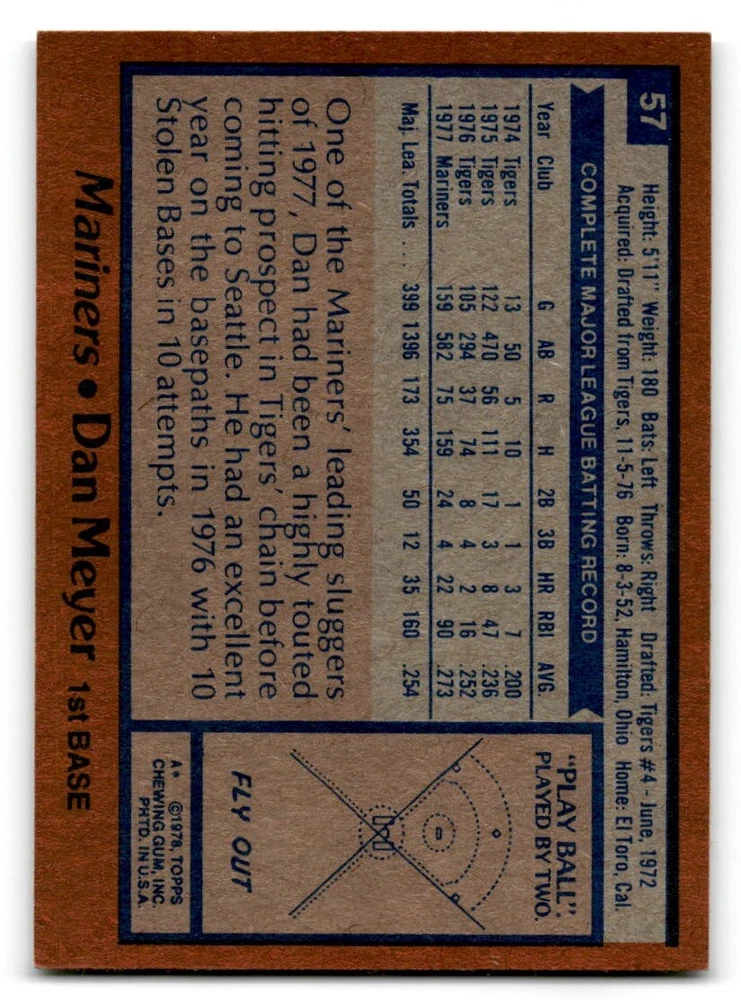 57
Height: 5'11" Weight: 180 Bats: Left Throws: Right Drafted: Tigers #4 - June, 1972
Acquired: Drafted from Tigers, 11-5-76 Born: 8-3-52, Hamilton, Ohio Home: El Toro, Cal.
COMPLETE MAJOR LEAGUE BATTING RECORD
Year Club G AB R H 2B 3B HR RBI AVG.
1974 Tigers 13 50 5 10 1 1 3 7 .200
1975 Tigers 122 470 56 111 17 3 8 47 .236
1976 Tigers 105 294 37 74 8 4 2 16 .252
1977 Mariners 159 582 75 159 24 4 22 90 .273
Maj. Lea. Totals ... 399 1396 173 354 50 12 35 160 .254
One of the Mariners' leading sluggers
of 1977, Dan had been a highly touted
hitting prospect in Tigers' chain before
coming to Seattle. He had an excellent
year on the basepaths in 1976 with 10
Stolen Bases in 10 attempts.
"PLAY BALL"
PLAYED BY TWO.
FLY OUT
A* ©1978, TOPPS
CHEWING GUM, INC.
PRTD. IN U.S.A.
Mariners • Dan Meyer 1st BASE